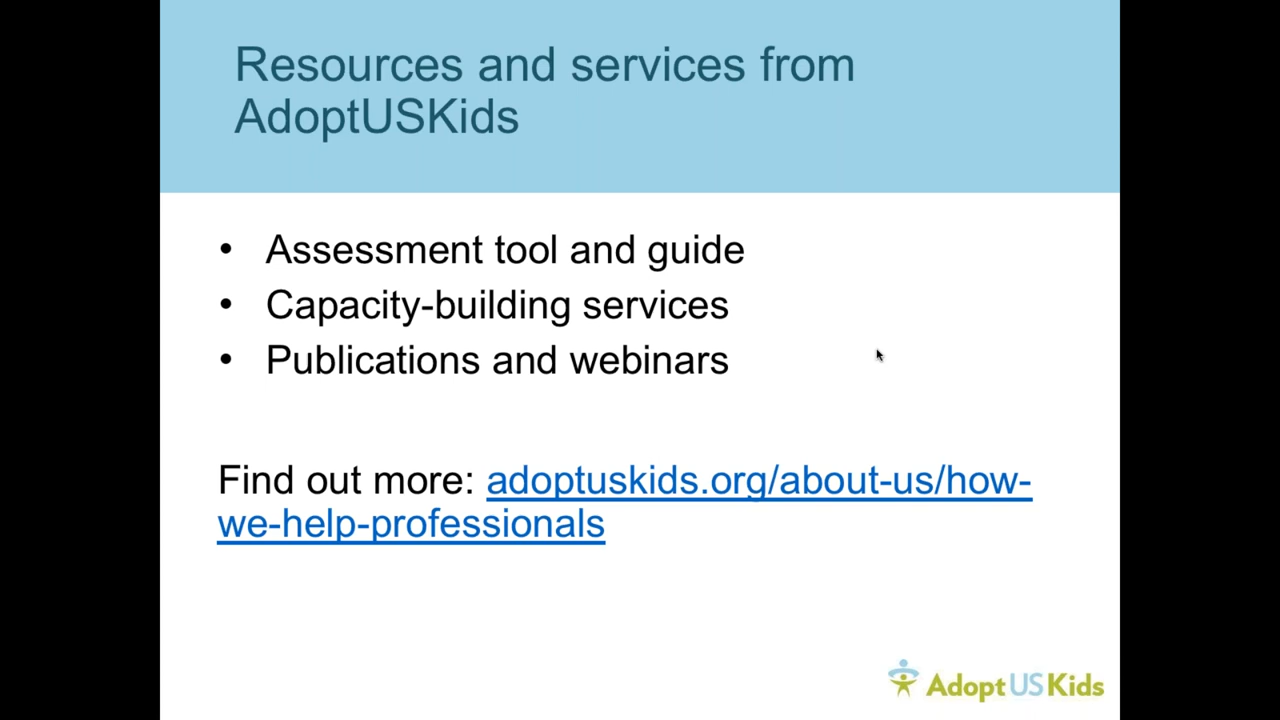 Resources and services from
AdoptUSKids
• Assessment tool and guide
• Capacity-building services
• Publications and webinars
Find out more: adoptuskids.org/about-us/how-
we-help-professionals
AdoptUSKids